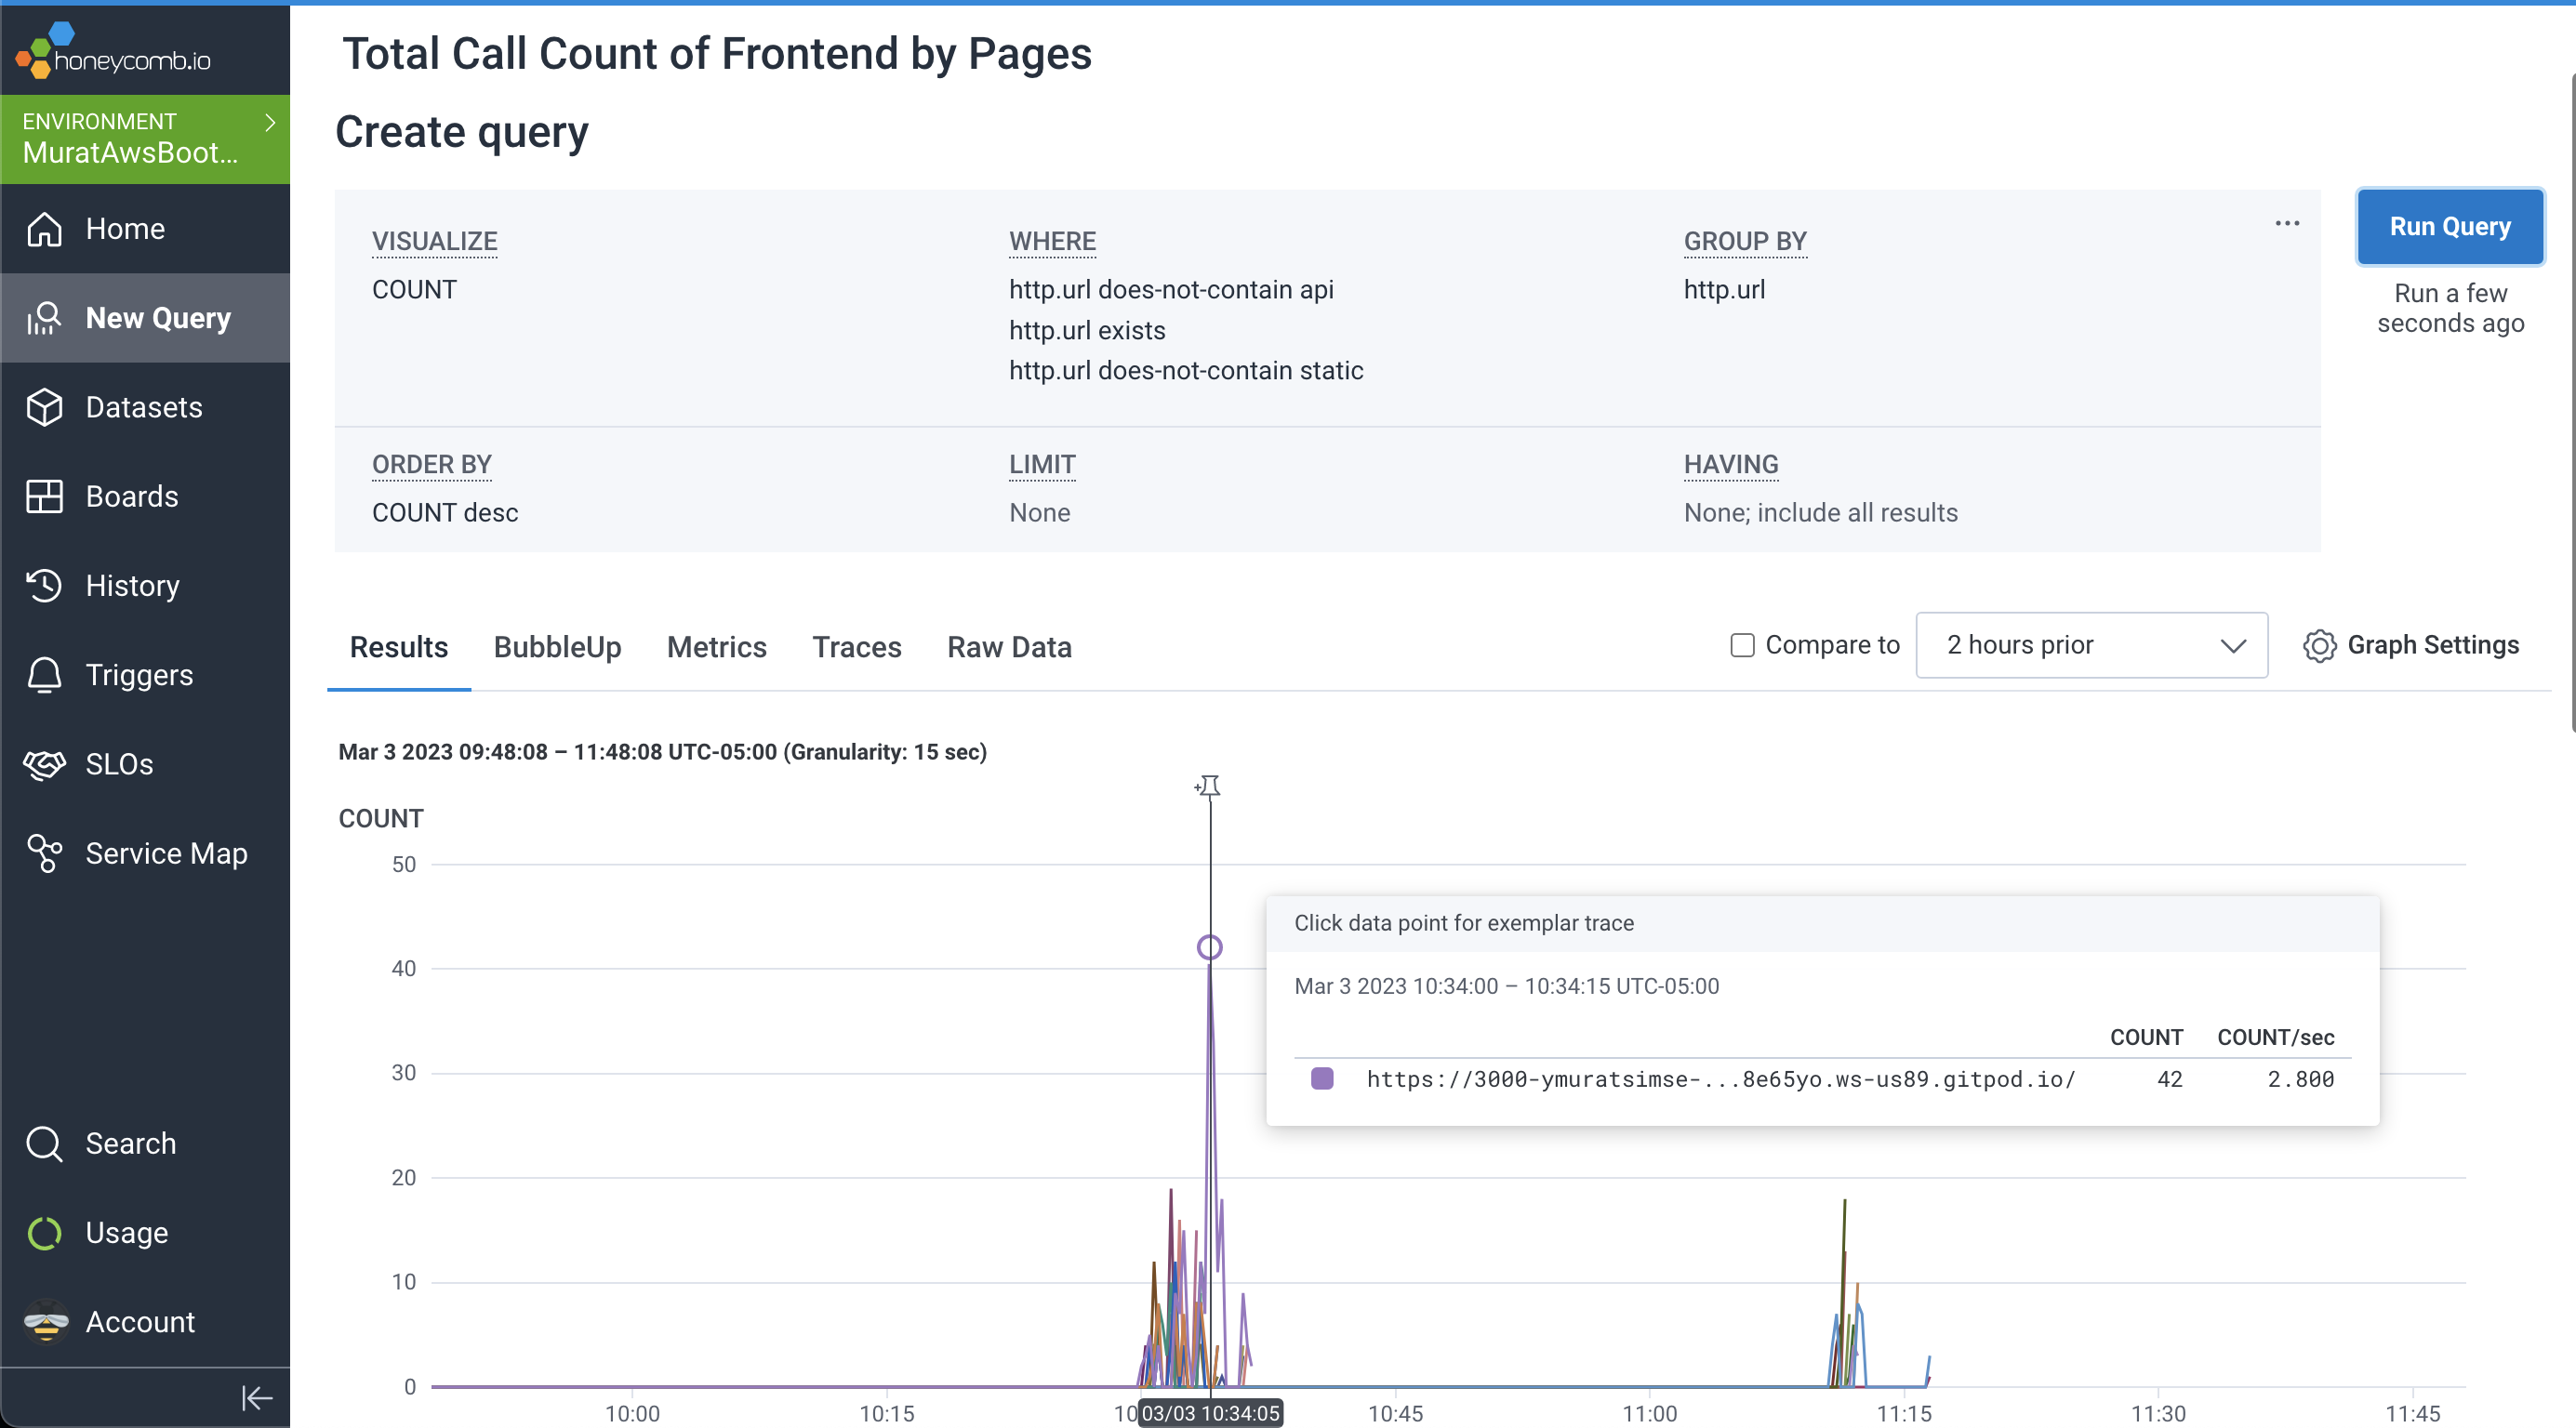 honeycomb.io
ENVIRONMENT
MuratAwsBoot...
Home
New Query
Datasets
Boards
History
Triggers
SLOs
Service Map
Search
Usage
Account
Total Call Count of Frontend by Pages
Create query
VISUALIZE
COUNT
WHERE
http.url does-not-contain api
http.url exists
http.url does-not-contain static
GROUP BY
http.url
ORDER BY
COUNT desc
LIMIT
None
HAVING
None; include all results
Run Query
Run a few
seconds ago
Results BubbleUp Metrics Traces Raw Data
Compare to 2 hours prior Graph Settings
Mar 3 2023 09:48:08 – 11:48:08 UTC-05:00 (Granularity: 15 sec)
COUNT
50
40
30
20
10
0
Click data point for exemplar trace
Mar 3 2023 10:34:00 – 10:34:15 UTC-05:00
COUNT COUNT/sec
https://3000-ymuratsimse-...8e65yo.ws-us89.gitpod.io/ 42 2.800
10:00 10:15 03/03 10:34:05 10:45 11:00 11:15 11:30 11:45